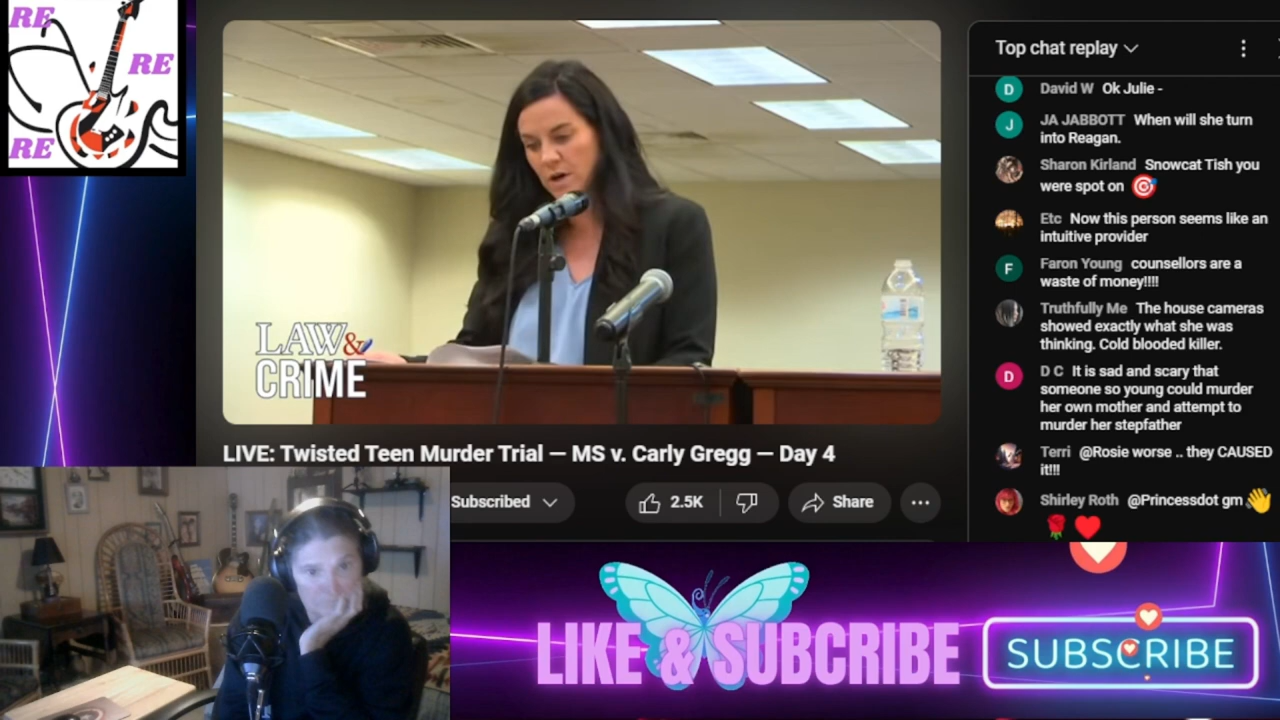 RE
RE
RE
LAW&
CRIME
LIVE: Twisted Teen Murder Trial — MS v. Carly Gregg — Day 4
Subscribed
2.5K
Share
Top chat replay
D
David W Ok Julie -
J
JA JABBOTT When will she turn
into Reagan.
Sharon Kirland Snowcat Tish you
were spot on 🎯
Etc Now this person seems like an
intuitive provider
F
Faron Young counsellors are a
waste of money!!!!
Truthfully Me The house cameras
showed exactly what she was
thinking. Cold blooded killer.
D
D C It is sad and scary that
someone so young could murder
her own mother and attempt to
murder her stepfather
Terri @Rosie worse .. they CAUSED
it!!!
Shirley Roth @Princessdot gm 👋
🌹 ❤️
LIKE & SUBCRIBE
SUBSCRIBE